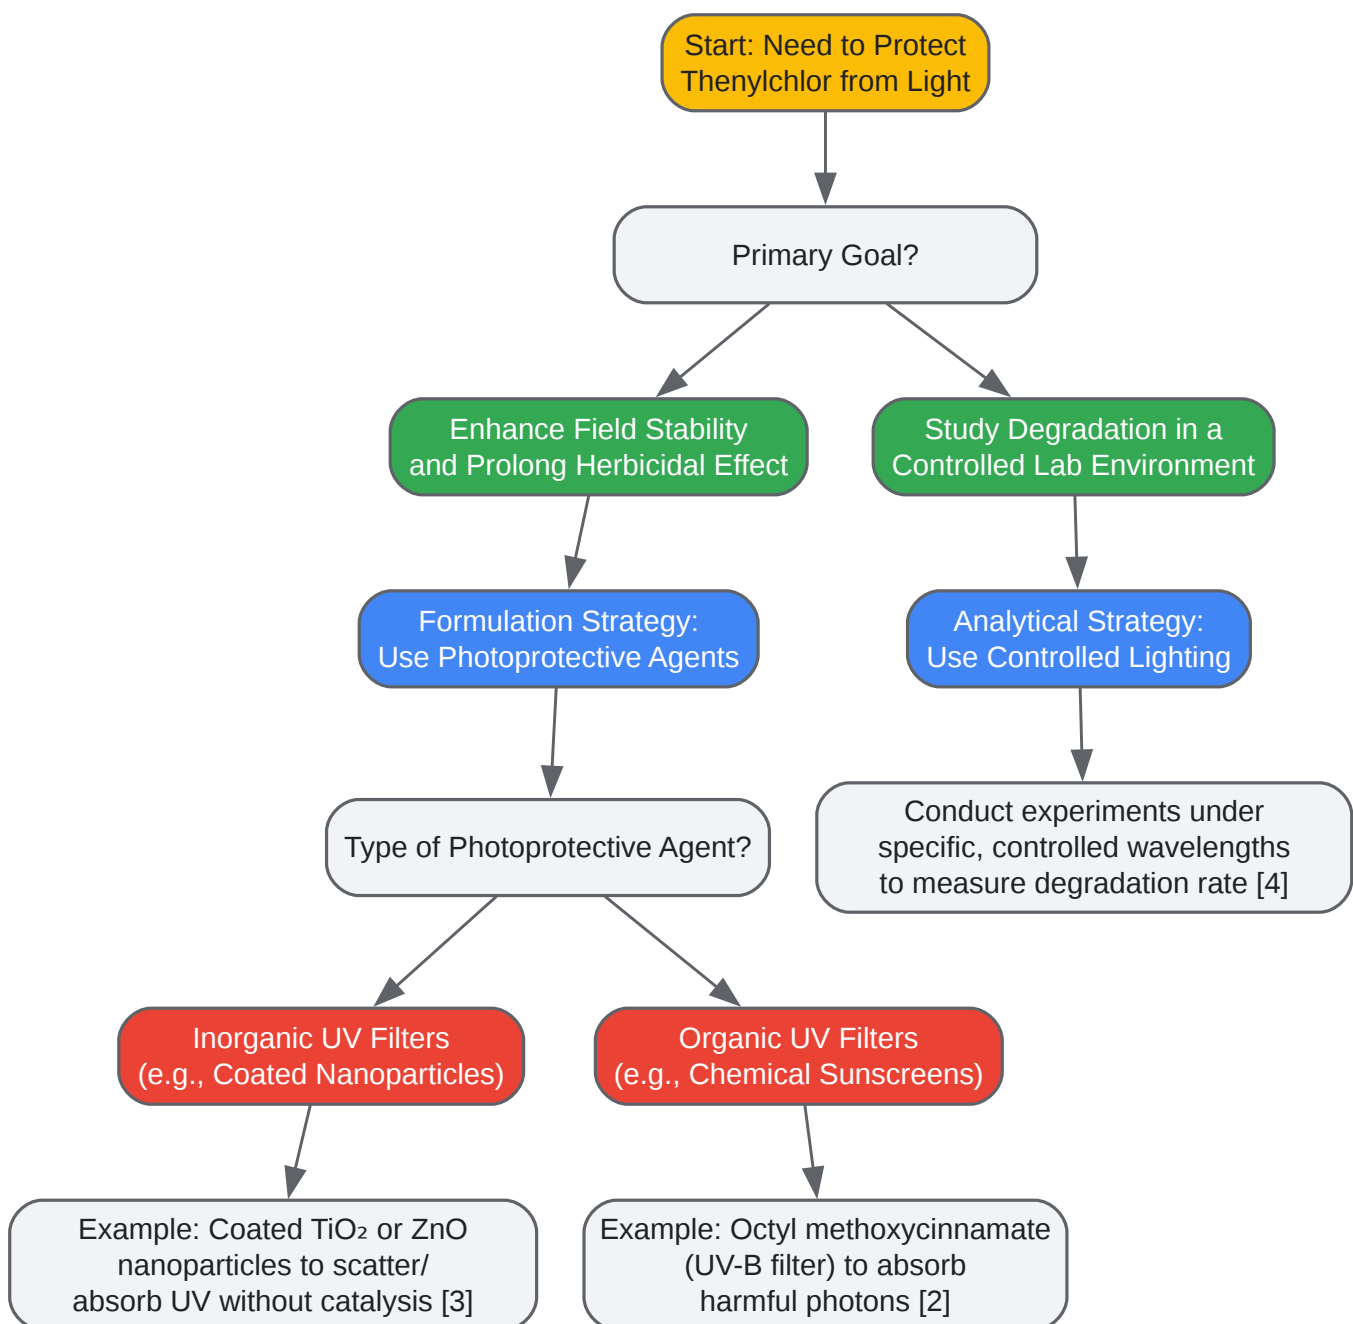 Start: Need to Protect
Thenylchlor from Light
Primary Goal?
Enhance Field Stability
and Prolong Herbicidal Effect
Study Degradation in a
Controlled Lab Environment
Formulation Strategy:
Use Photoprotective Agents
Analytical Strategy:
Use Controlled Lighting
Type of Photoprotective Agent?
Conduct experiments under
specific, controlled wavelengths
to measure degradation rate [4]
Inorganic UV Filters
(e.g., Coated Nanoparticles)
Organic UV Filters
(e.g., Chemical Sunscreens)
Example: Coated TiO₂ or ZnO
nanoparticles to scatter/
absorb UV without catalysis [3]
Example: Octyl methoxycinnamate
(UV-B filter) to absorb
harmful photons [2]